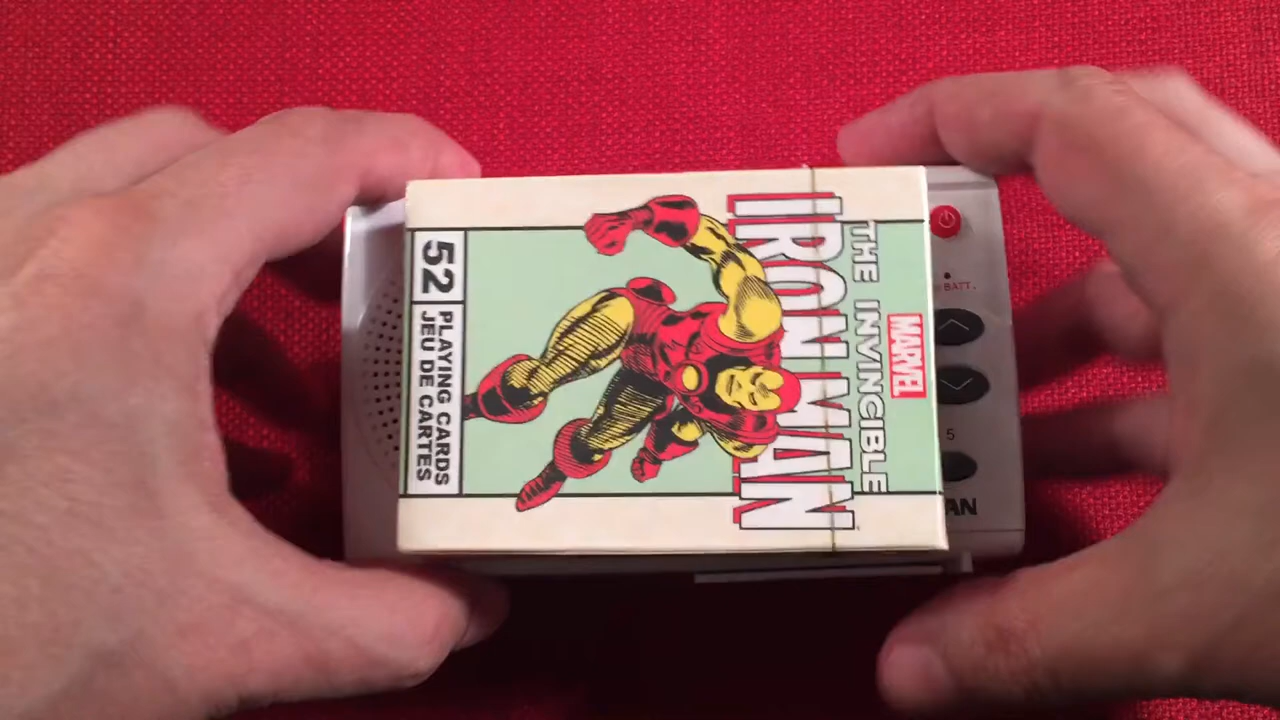 MARVEL
THE INVINCIBLE
IRON MAN
52
PLAYING CARDS
JEU DE CARTES
BATT.
5
AN